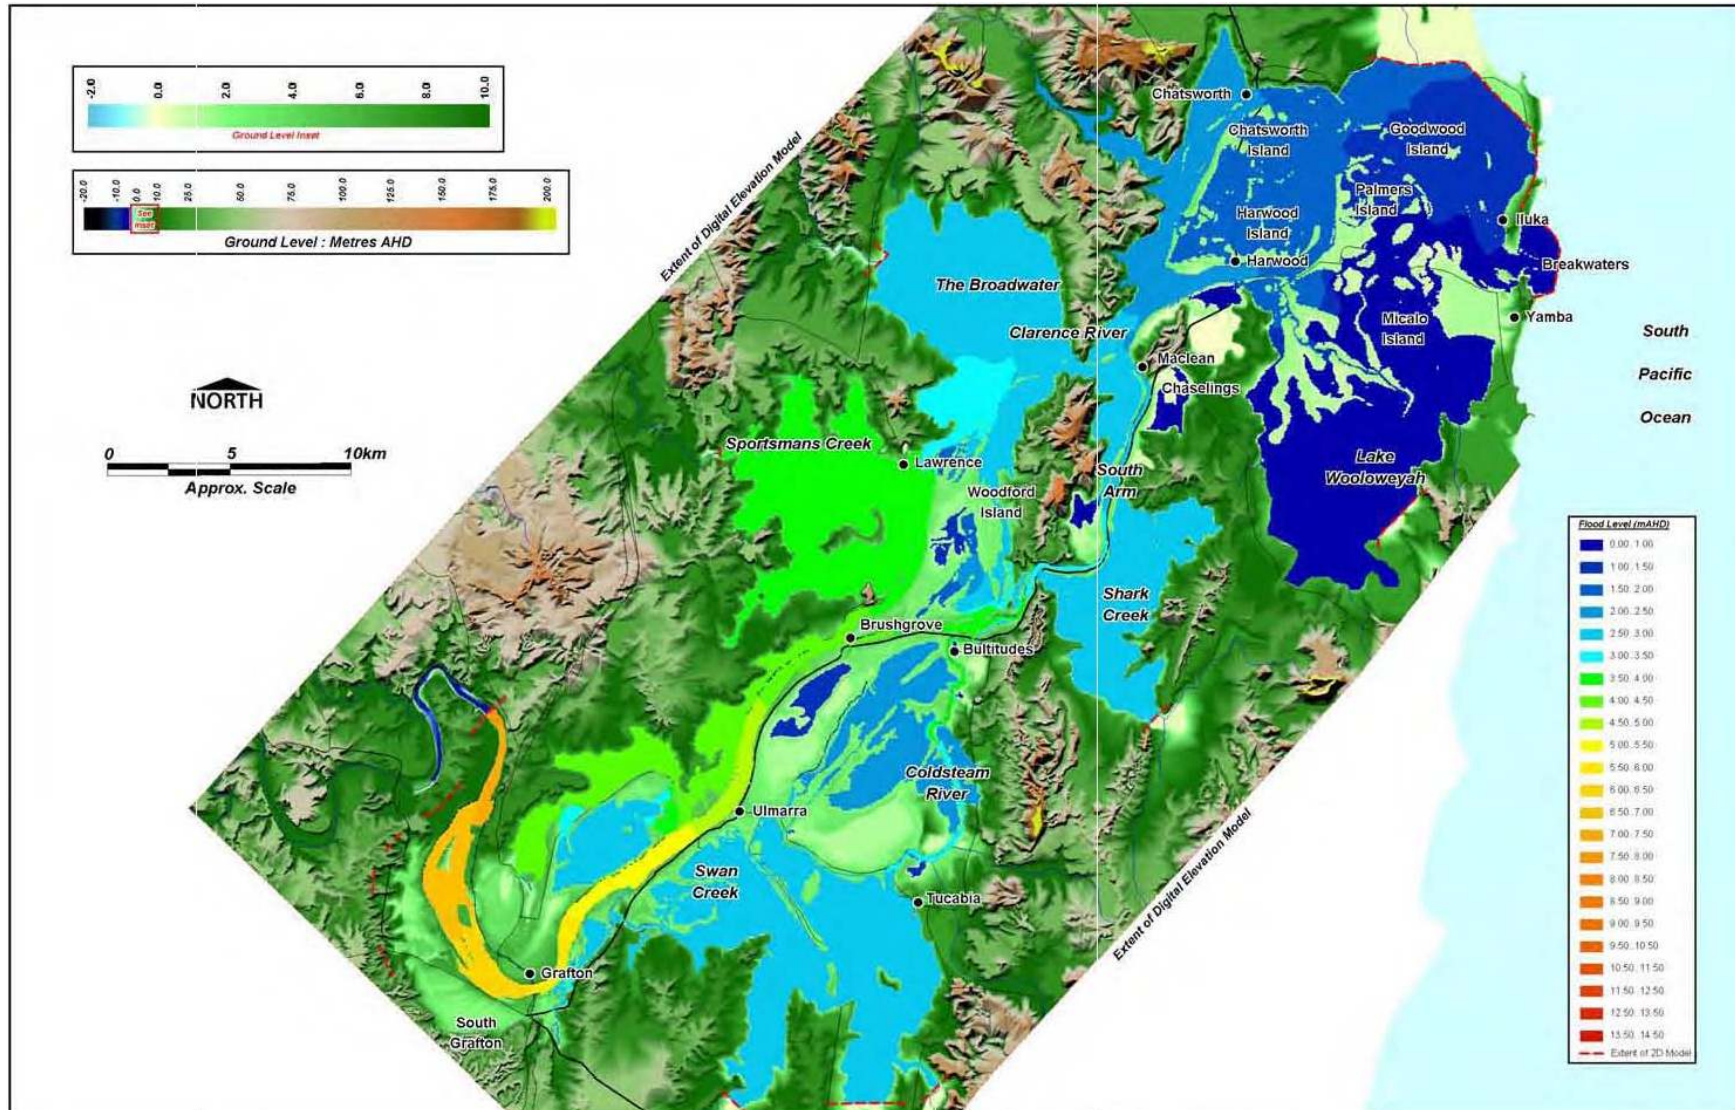 -2.0
0.0
2.0
4.0
6.0
8.0
10.0
Ground Level Inset
-20.0
-10.0
0.0
10.0
25.0
50.0
75.0
100.0
125.0
150.0
175.0
200.0
See
Inset
Ground Level : Metres AHD
NORTH
0 5 10km
Approx. Scale
Extent of Digital Elevation Model
Chatsworth
Chatsworth
Island
Goodwood
Island
Palmers
Island
Harwood
Island
Iluka
Harwood
Breakwaters
The Broadwater
Clarence River
Micalo
Island
Yamba
South
Pacific
Ocean
Maclean
Chaselings
Sportsmans Creek
Lawrence
Woodford
Island
South
Arm
Lake
Wooloweyah
Shark
Creek
Brushgrove
Bultitudes
Coldsteam
River
Ulmarra
Swan
Creek
Tucabia
Grafton
South
Grafton
Extent of Digital Elevation Model
Flood Level (mAHD)
0.00 . 1.00
1.00 . 1.50
1.50 . 2.00
2.00 . 2.50
2.50 . 3.00
3.00 . 3.50
3.50 . 4.00
4.00 . 4.50
4.50 . 5.00
5.00 . 5.50
5.50 . 6.00
6.00 . 6.50
6.50 . 7.00
7.00 . 7.50
7.50 . 8.00
8.00 . 8.50
8.50 . 9.00
9.00 . 9.50
9.50 . 10.50
10.50 . 11.50
11.50 . 12.50
12.50 . 13.50
13.50 . 14.50
Extent of 2D Model